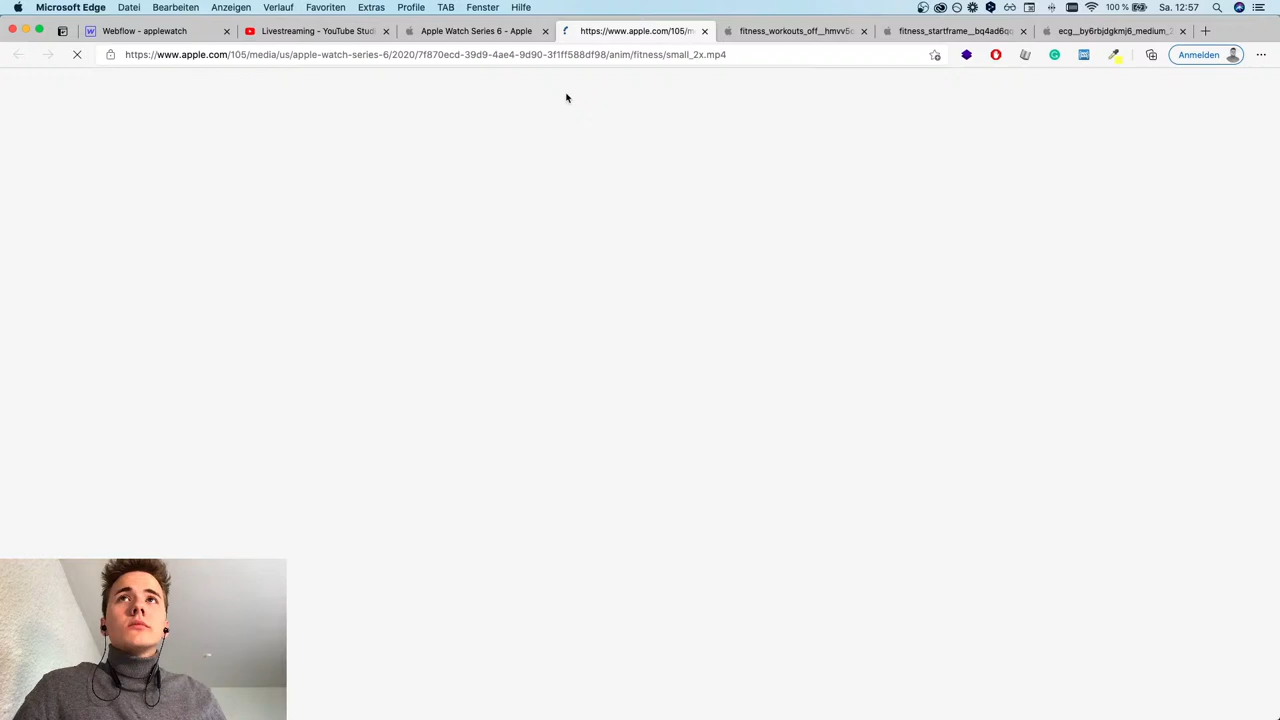 Microsoft Edge Datei Bearbeiten Anzeigen Verlauf Favoriten Extras Profile TAB Fenster Hilfe 100 % Sa. 12:57
Webflow - applewatch Livestreaming - YouTube Studi Apple Watch Series 6 - Apple https://www.apple.com/105/m fitness_workouts_off__hmvv5c fitness_startframe__bq4ad6q ecg__by6rbjdgkmj6_medium_2
https://www.apple.com/105/media/us/apple-watch-series-6/2020/7f870ecd-39d9-4ae4-9d90-3f1ff588df98/anim/fitness/small_2x.mp4 Anmelden